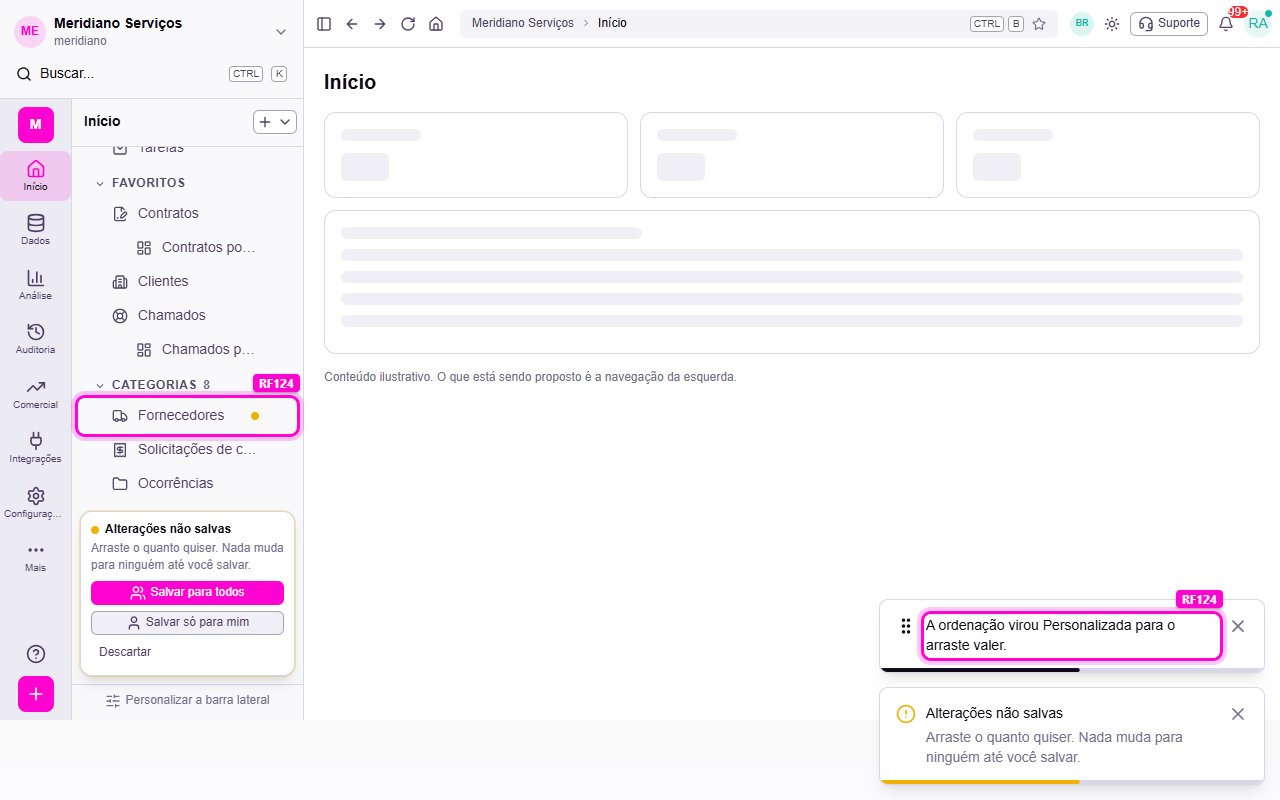 ME
Meridiano Serviços
meridiano
Buscar...
CTRL
K
Meridiano Serviços
Início
CTRL
B
BR
Suporte
99+
RA
M
Início
Dados
Análise
Auditoria
Comercial
Integrações
Configuraç...
Mais
Início
Tarefas
FAVORITOS
Contratos
Contratos po...
Clientes
Chamados
Chamados p...
CATEGORIAS 8
RF124
Fornecedores
Solicitações de c...
Ocorrências
Alterações não salvas
Arraste o quanto quiser. Nada muda
para ninguém até você salvar.
Salvar para todos
Salvar só para mim
Descartar
Personalizar a barra lateral
Início
Conteúdo ilustrativo. O que está sendo proposto é a navegação da esquerda.
RF124
A ordenação virou Personalizada para o
arraste valer.
Alterações não salvas
Arraste o quanto quiser. Nada muda para
ninguém até você salvar.